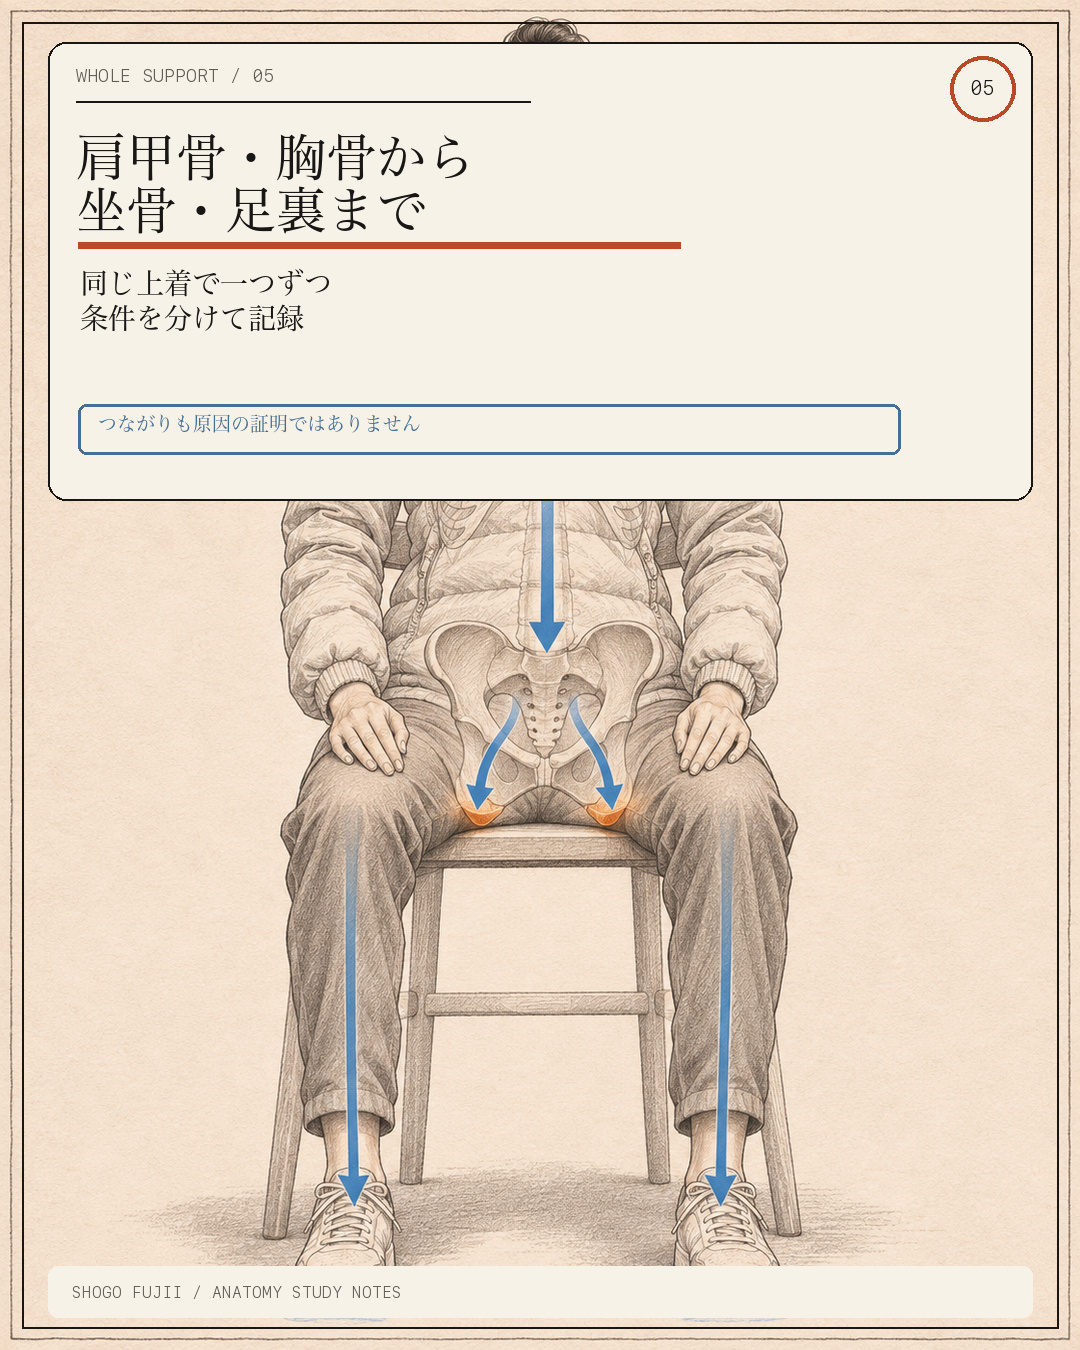 WHOLE SUPPORT / 05
05
肩甲骨・胸骨から
坐骨・足裏まで
同じ上着で一つずつ
条件を分けて記録
つながりも原因の証明ではありません
SHOGO FUJII / ANATOMY STUDY NOTES